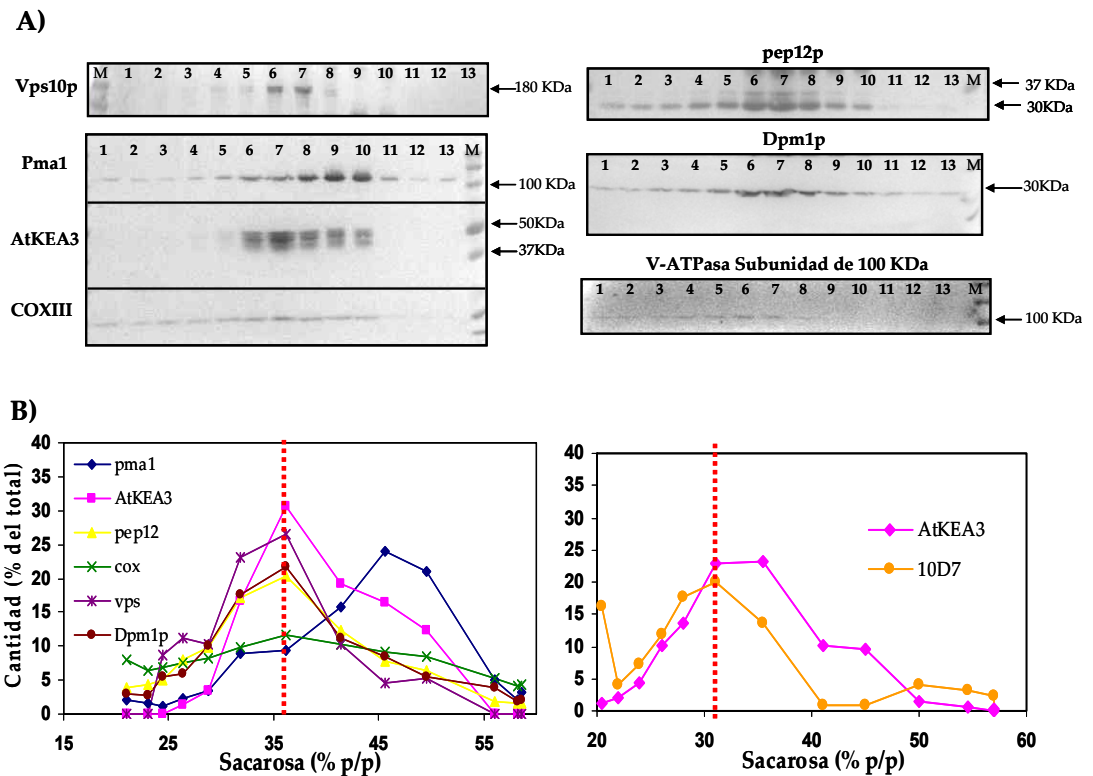 A)
Vps10p
M 1 2 3 4 5 6 7 8 9 10 11 12 13
180 KDa
Pma1
1 2 3 4 5 6 7 8 9 10 11 12 13 M
100 KDa
AtKEA3
50KDa
37KDa
COXIII
pep12p
1 2 3 4 5 6 7 8 9 10 11 12 13 M
37 KDa
30KDa
Dpm1p
1 2 3 4 5 6 7 8 9 10 11 12 13 M
30KDa
V-ATPasa Subunidad de 100 KDa
1 2 3 4 5 6 7 8 9 10 11 12 13 M
100 KDa
B)
Cantidad (% del total)
40
35
30
25
20
15
10
5
0
15 25 35 45 55
Sacarosa (% p/p)
pma1
AtKEA3
pep12
cox
vps
Dpm1p
40
35
30
25
20
15
10
5
0
20 30 40 50 60
Sacarosa (% p/p)
AtKEA3
10D7